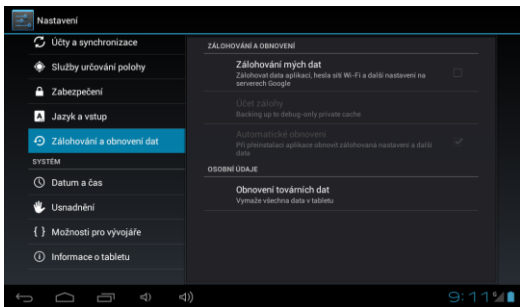 Nastavení
Účty a synchronizace
Služby určování polohy
Zabezpečení
Jazyk a vstup
Zálohování a obnovení dat
SYSTÉM
Datum a čas
Usnadnění
Možnosti pro vývojáře
Informace o tabletu
ZÁLOHOVÁNÍ A OBNOVENÍ
Zálohování mých dat
Zálohovat data aplikací, hesla sítí Wi-Fi a další nastavení na
serverech Google
Účet zálohy
Backing up to debug-only private cache
Automatické obnovení
Při přeinstalaci aplikace obnovit zálohovaná nastavení a další
data
OSOBNÍ ÚDAJE
Obnovení továrních dat
Vymaže všechna data v tabletu
9:11